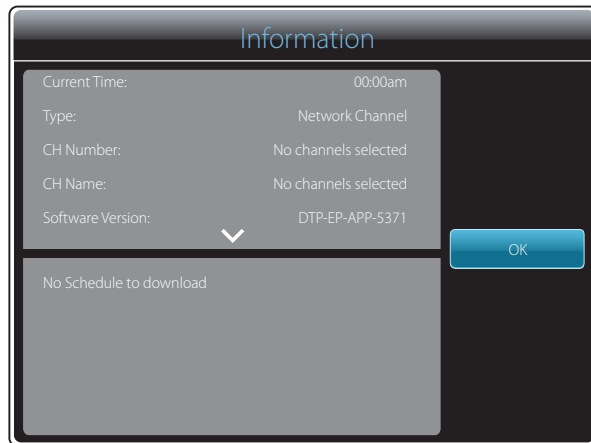 Information
Current Time: 00:00am
Type: Network Channel
CH Number: No channels selected
CH Name: No channels selected
Software Version: DTP-EP-APP-5371
OK
No Schedule to download